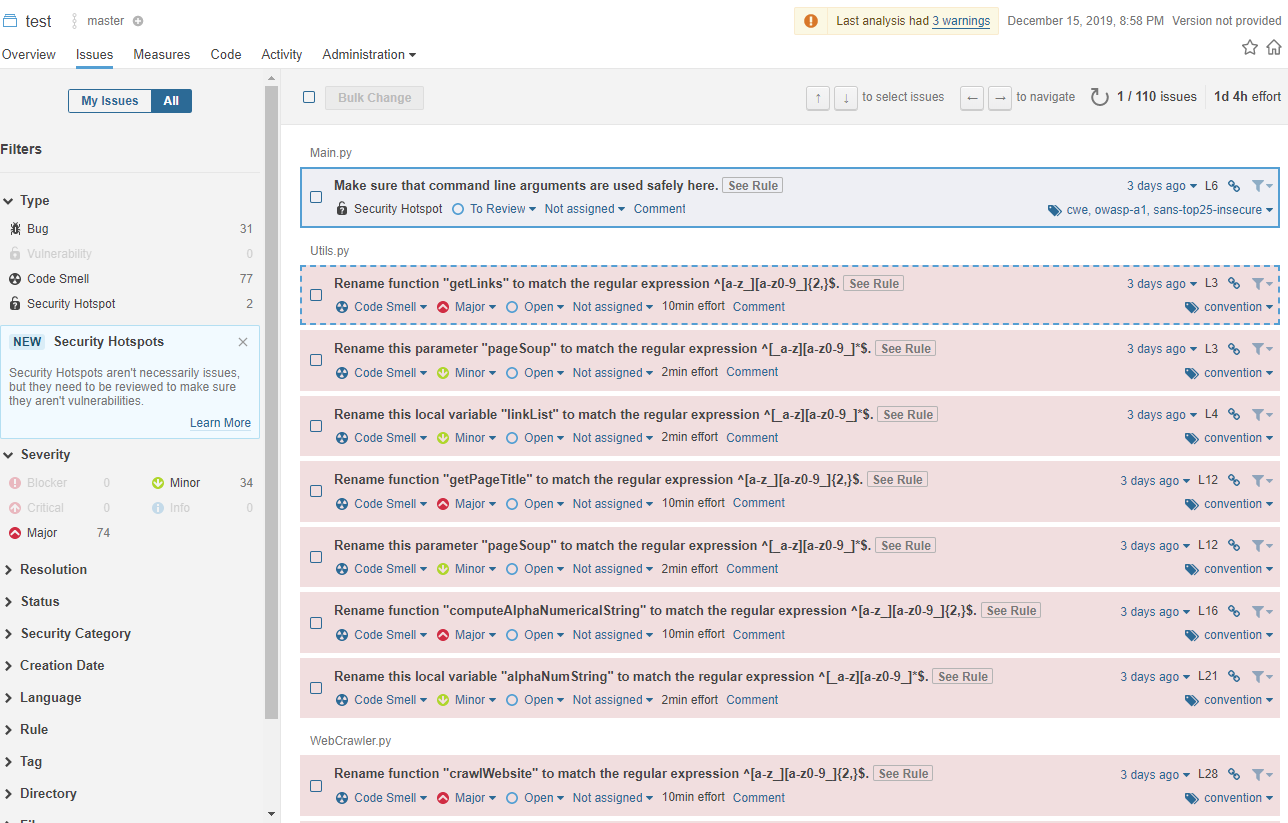 test master
Last analysis had 3 warnings December 15, 2019, 8:58 PM Version not provided
Overview Issues Measures Code Activity Administration
My Issues All
Filters
Type
Bug 31
Vulnerability 0
Code Smell 77
Security Hotspot 2
NEW Security Hotspots
Security Hotspots aren't necessarily issues,
but they need to be reviewed to make sure
they aren't vulnerabilities.
Learn More
Severity
Blocker 0 Minor 34
Critical 0 Info 0
Major 74
Resolution
Status
Security Category
Creation Date
Language
Rule
Tag
Directory
Bulk Change ↑ ↓ to select issues ← → to navigate 1 / 110 issues 1d 4h effort
Main.py
Make sure that command line arguments are used safely here. See Rule 3 days ago L6
Security Hotspot To Review Not assigned Comment cwe, owasp-a1, sans-top25-insecure
Utils.py
Rename function "getLinks" to match the regular expression ^[a-z_][a-z0-9_]{2,}$. See Rule 3 days ago L3
Code Smell Major Open Not assigned 10min effort Comment convention
Rename this parameter "pageSoup" to match the regular expression ^[_a-z][a-z0-9_]*$. See Rule 3 days ago L3
Code Smell Minor Open Not assigned 2min effort Comment convention
Rename this local variable "linkList" to match the regular expression ^[_a-z][a-z0-9_]*$. See Rule 3 days ago L4
Code Smell Minor Open Not assigned 2min effort Comment convention
Rename function "getPageTitle" to match the regular expression ^[a-z_][a-z0-9_]{2,}$. See Rule 3 days ago L12
Code Smell Major Open Not assigned 10min effort Comment convention
Rename this parameter "pageSoup" to match the regular expression ^[_a-z][a-z0-9_]*$. See Rule 3 days ago L12
Code Smell Minor Open Not assigned 2min effort Comment convention
Rename function "computeAlphaNumericalString" to match the regular expression ^[a-z_][a-z0-9_]{2,}$. See Rule 3 days ago L16
Code Smell Major Open Not assigned 10min effort Comment convention
Rename this local variable "alphaNumString" to match the regular expression ^[_a-z][a-z0-9_]*$. See Rule 3 days ago L21
Code Smell Minor Open Not assigned 2min effort Comment convention
WebCrawler.py
Rename function "crawlWebsite" to match the regular expression ^[a-z_][a-z0-9_]{2,}$. See Rule 3 days ago L28
Code Smell Major Open Not assigned 10min effort Comment convention